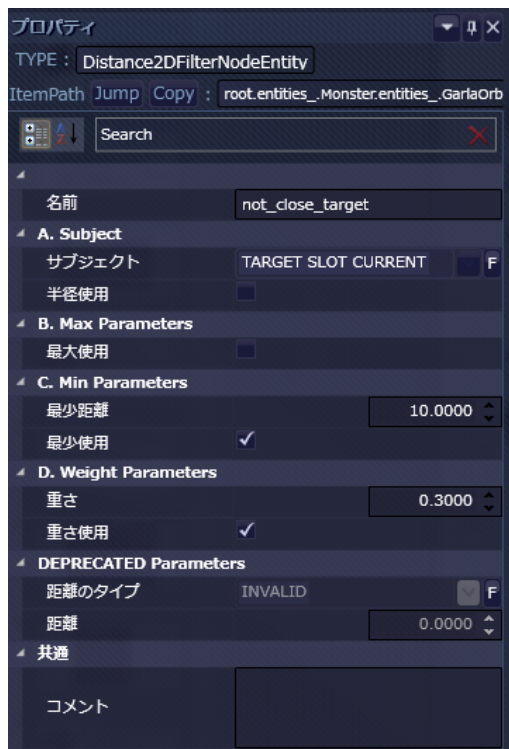 プロパティ
TYPE : Distance2DFilterNodeEntity
ItemPath Jump Copy : root.entities_.Monster.entities_.GarlaOrb
Search
名前 not_close_target
A. Subject
サブジェクト TARGET SLOT CURRENT F
半径使用
B. Max Parameters
最大使用
C. Min Parameters
最少距離 10.0000
最少使用
D. Weight Parameters
重さ 0.3000
重さ使用
DEPRECATED Parameters
距離のタイプ INVALID F
距離 0.0000
共通
コメント